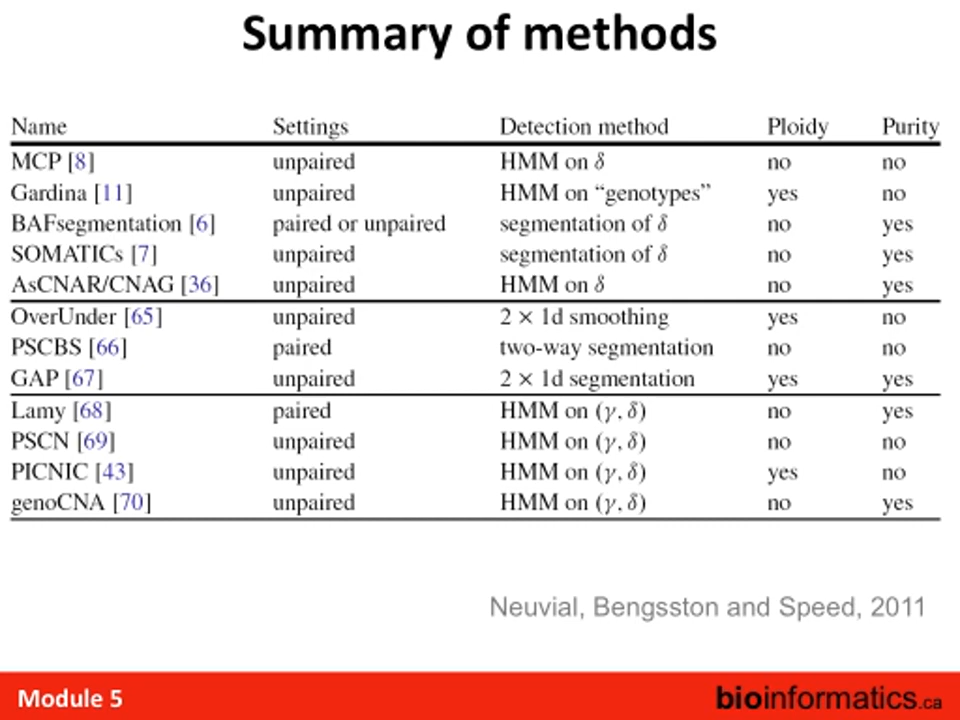 Summary of methods
Name Settings Detection method Ploidy Purity
MCP [8] unpaired HMM on δ no no
Gardina [11] unpaired HMM on “genotypes” yes no
BAFsegmentation [6] paired or unpaired segmentation of δ no yes
SOMATICs [7] unpaired segmentation of δ no yes
AsCNAR/CNAG [36] unpaired HMM on δ no yes
OverUnder [65] unpaired 2 × 1d smoothing yes no
PSCBS [66] paired two-way segmentation no no
GAP [67] unpaired 2 × 1d segmentation yes yes
Lamy [68] paired HMM on (γ, δ) no yes
PSCN [69] unpaired HMM on (γ, δ) no no
PICNIC [43] unpaired HMM on (γ, δ) yes no
genoCNA [70] unpaired HMM on (γ, δ) no yes
Neuvial, Bengsston and Speed, 2011
Module 5 bioinformatics.ca